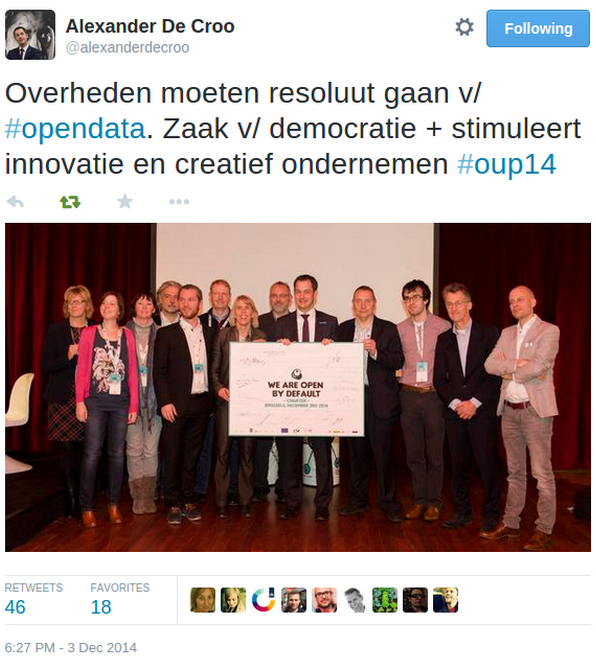 Alexander De Croo
@alexanderdecroo
Following
Overheden moeten resoluut gaan v/
#opendata. Zaak v/ democratie + stimuleert
innovatie en creatief ondernemen #oup14
WE ARE OPEN
BY DEFAULT
- CHARTER -
BRUSSELS, DECEMBER 3RD 2014
RETWEETS
46
FAVORITES
18
6:27 PM - 3 Dec 2014